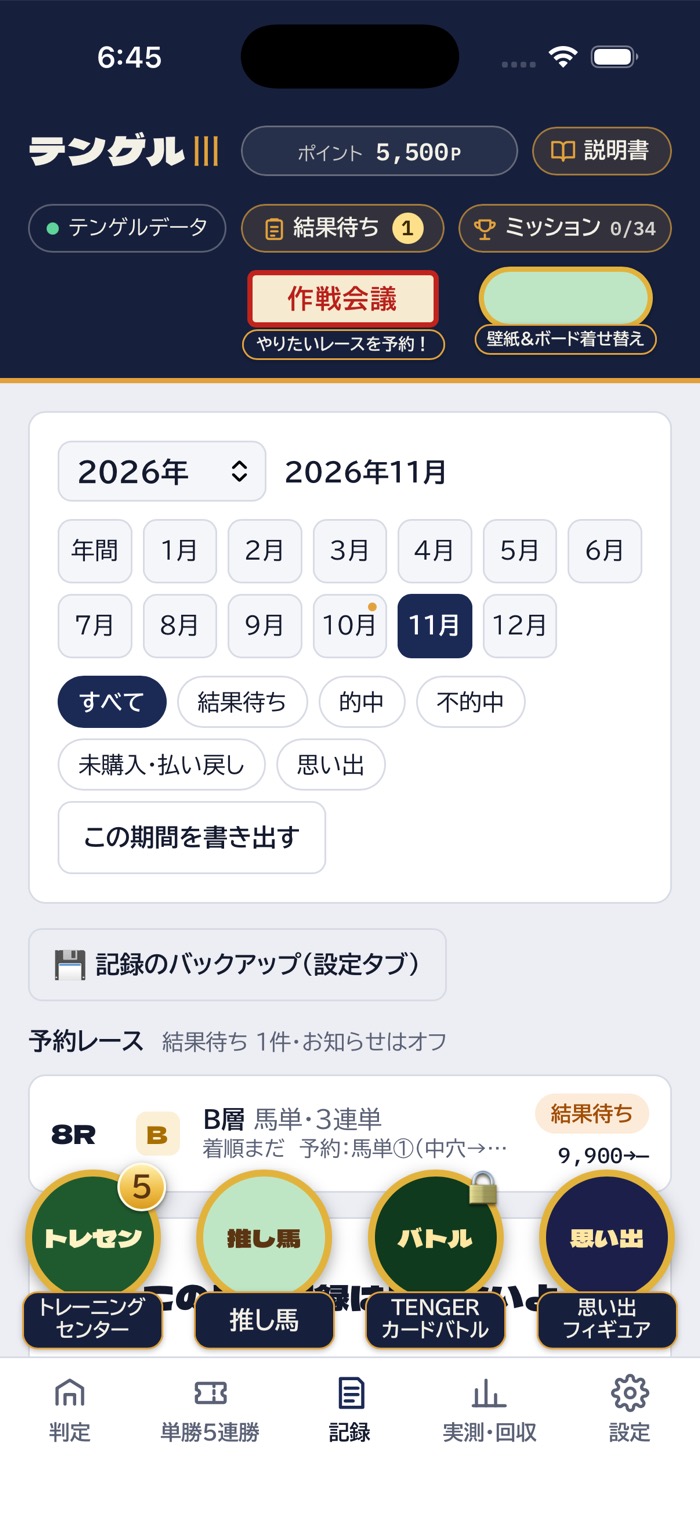 6:45
テンゲル
ポイント 5,500P
説明書
テンゲルデータ
結果待ち 1
ミッション 0/34
作戦会議
やりたいレースを予約！
壁紙&ボード着せ替え
2026年
2026年11月
年間 1月 2月 3月 4月 5月 6月
7月 8月 9月 10月 11月 12月
すべて 結果待ち 的中 不的中
未購入・払い戻し 思い出
この期間を書き出す
記録のバックアップ（設定タブ）
予約レース 結果待ち 1件・お知らせはオフ
8R B B層 馬単・3連単
着順まだ 予約：馬単①（中穴→…
結果待ち
9,900→—
5
トレセン 推し馬 バトル 思い出
トレーニング
センター
推し馬
TENGER
カードバトル
思い出
フィギュア
判定 単勝5連勝 記録 実測・回収 設定